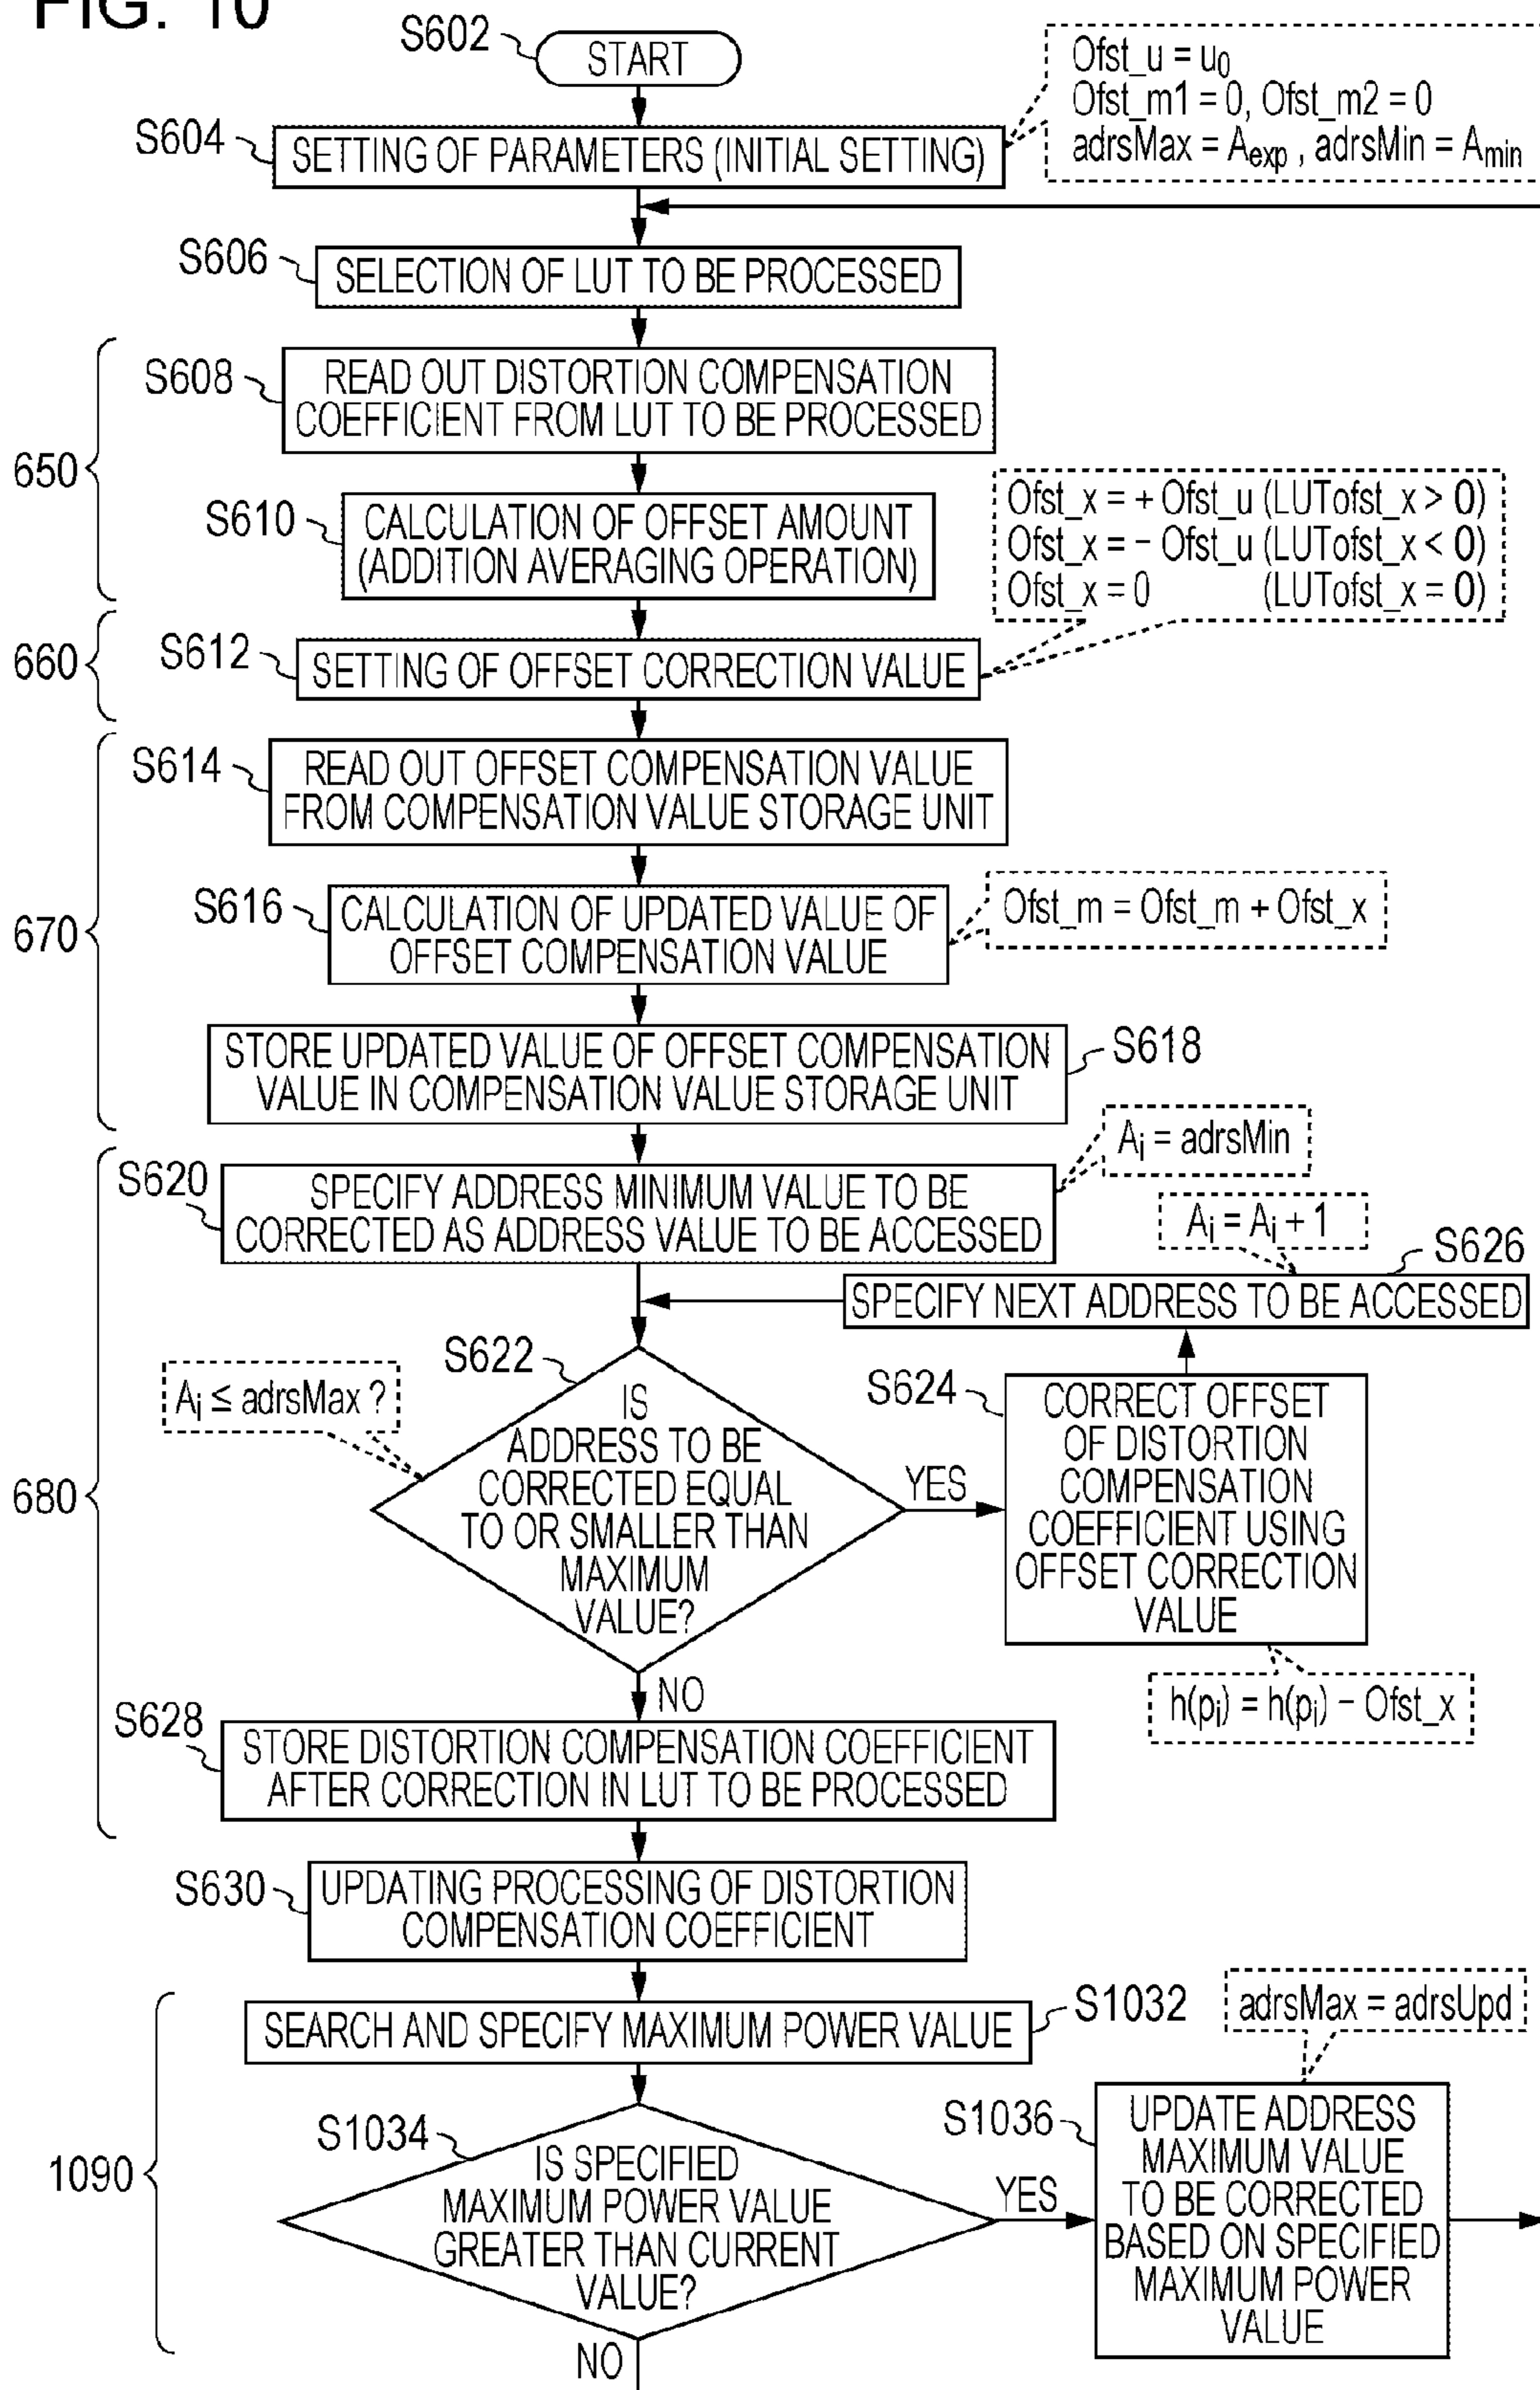 FIG. 10
S602
START
Ofst_u = u0
Ofst_m1 = 0, Ofst_m2 = 0
adrsMax = Aexp , adrsMin = Amin
S604
SETTING OF PARAMETERS (INITIAL SETTING)
S606
SELECTION OF LUT TO BE PROCESSED
650
S608
READ OUT DISTORTION COMPENSATION
COEFFICIENT FROM LUT TO BE PROCESSED
S610
CALCULATION OF OFFSET AMOUNT
(ADDITION AVERAGING OPERATION)
Ofst_x = + Ofst_u (LUTofst_x > 0)
Ofst_x = − Ofst_u (LUTofst_x < 0)
Ofst_x = 0 (LUTofst_x = 0)
660
S612
SETTING OF OFFSET CORRECTION VALUE
670
S614
READ OUT OFFSET COMPENSATION VALUE
FROM COMPENSATION VALUE STORAGE UNIT
S616
CALCULATION OF UPDATED VALUE OF
OFFSET COMPENSATION VALUE
Ofst_m = Ofst_m + Ofst_x
STORE UPDATED VALUE OF OFFSET COMPENSATION
VALUE IN COMPENSATION VALUE STORAGE UNIT
S618
680
S620
SPECIFY ADDRESS MINIMUM VALUE TO BE
CORRECTED AS ADDRESS VALUE TO BE ACCESSED
Ai = adrsMin
Ai = Ai + 1
S626
SPECIFY NEXT ADDRESS TO BE ACCESSED
S622
Ai ≤ adrsMax ?
IS
ADDRESS TO BE
CORRECTED EQUAL
TO OR SMALLER THAN
MAXIMUM
VALUE?
YES
S624
CORRECT OFFSET
OF DISTORTION
COMPENSATION
COEFFICIENT USING
OFFSET CORRECTION
VALUE
h(pi) = h(pi) − Ofst_x
NO
S628
STORE DISTORTION COMPENSATION COEFFICIENT
AFTER CORRECTION IN LUT TO BE PROCESSED
S630
UPDATING PROCESSING OF DISTORTION
COMPENSATION COEFFICIENT
1090
SEARCH AND SPECIFY MAXIMUM POWER VALUE
S1032
adrsMax = adrsUpd
S1034
IS SPECIFIED
MAXIMUM POWER VALUE
GREATER THAN CURRENT
VALUE?
YES
S1036
UPDATE ADDRESS
MAXIMUM VALUE
TO BE CORRECTED
BASED ON SPECIFIED
MAXIMUM POWER
VALUE
NO